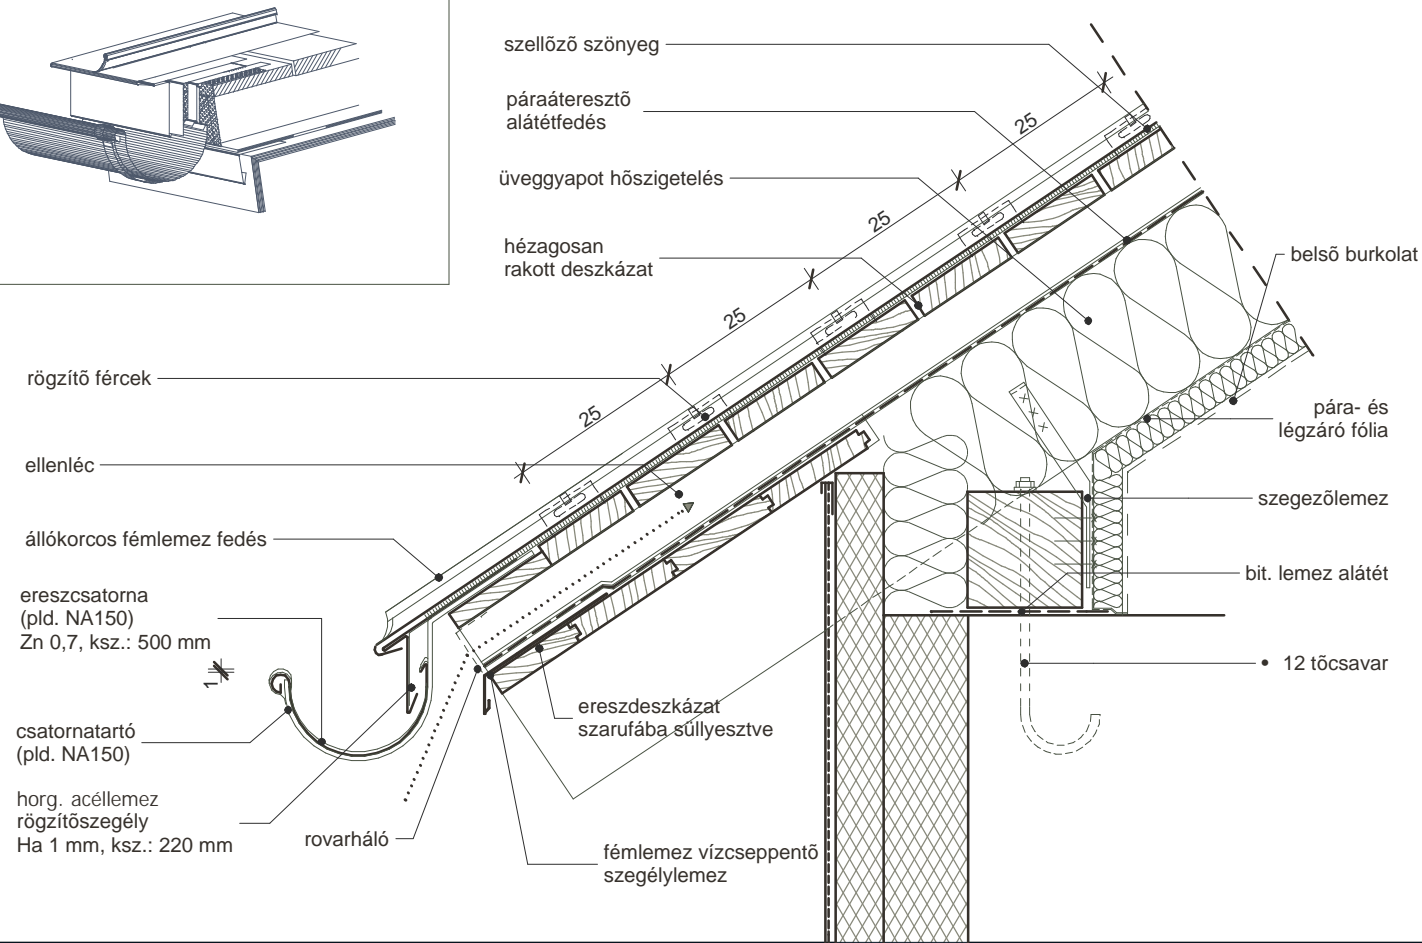 szellõzõ szönyeg
páraáteresztõ
alátétfedés
üveggyapot hõszigetelés
hézagosan
rakott deszkázat
25
25
25
25
belsõ burkolat
rögzítõ fércek
pára- és
légzáró fólia
ellenléc
szegezõlemez
állókorcos fémlemez fedés
bit. lemez alátét
ereszcsatorna
(pld. NA150)
Zn 0,7, ksz.: 500 mm
1
• 12 tõcsavar
csatornatartó
(pld. NA150)
ereszdeszkázat
szarufába süllyesztve
horg. acéllemez
rögzítõszegély
Ha 1 mm, ksz.: 220 mm
rovarháló
fémlemez vízcseppentõ
szegélylemez